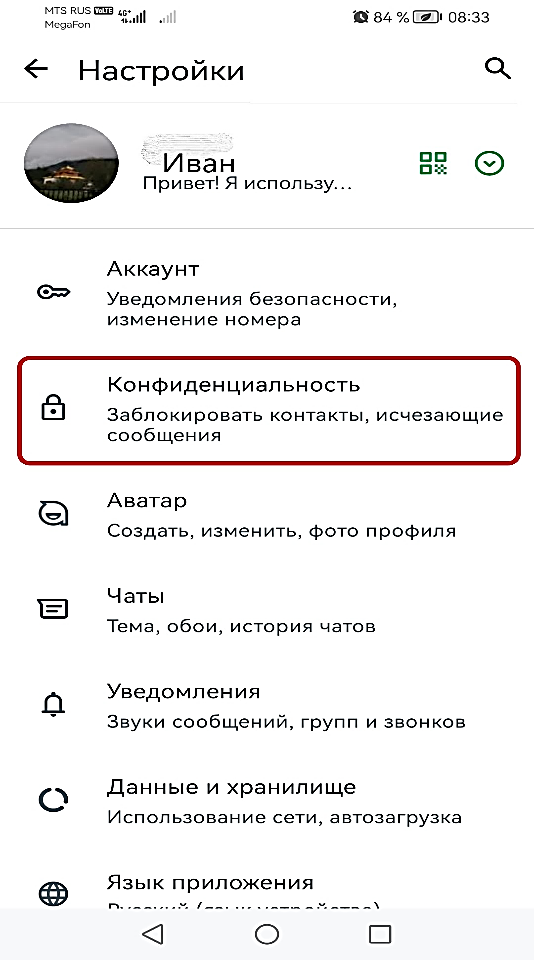 MTS RUS VoLTE 4G+ 84 % 08:33
MegaFon
Настройки
Иван
Привет! Я использу...
Аккаунт
Уведомления безопасности,
изменение номера
Конфиденциальность
Заблокировать контакты, исчезающие
сообщения
Аватар
Создать, изменить, фото профиля
Чаты
Тема, обои, история чатов
Уведомления
Звуки сообщений, групп и звонков
Данные и хранилище
Использование сети, автозагрузка
Язык приложения
Русский (язык устройства)